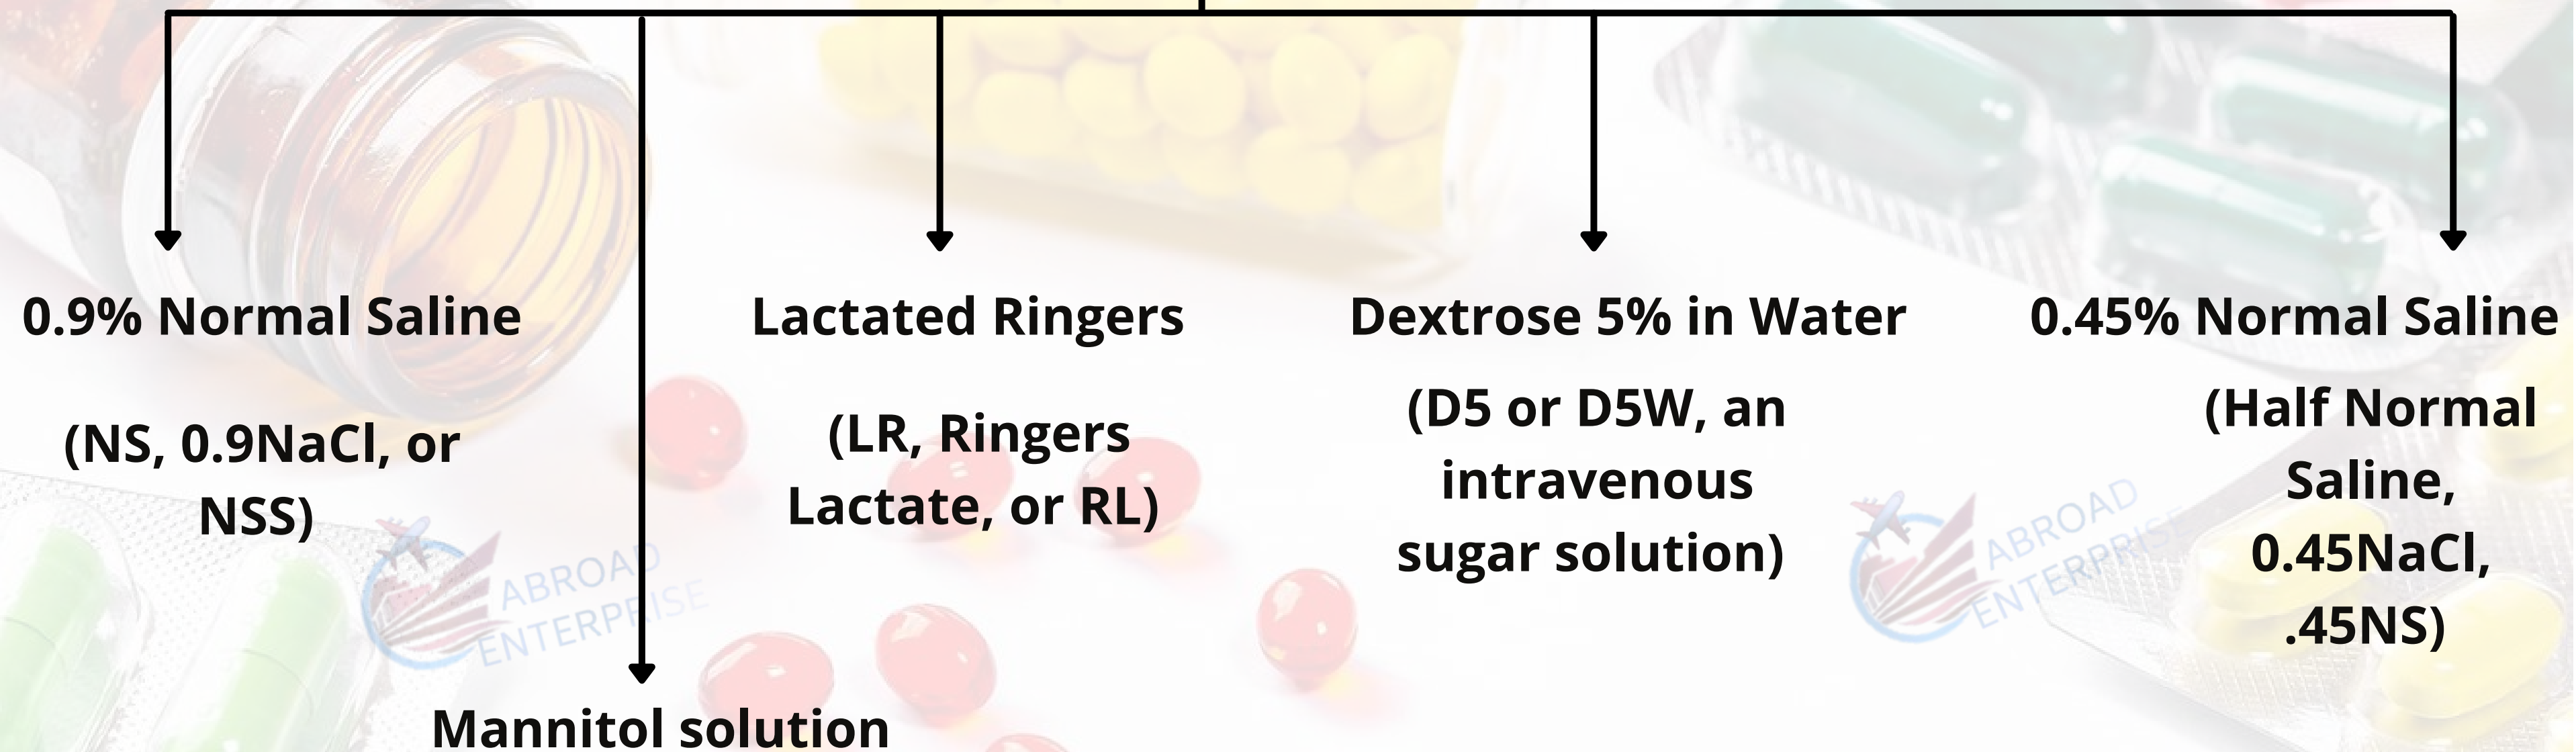 0.9% Normal Saline
(NS, 0.9NaCl, or
NSS)
Mannitol solution
Lactated Ringers
(LR, Ringers
Lactate, or RL)
Dextrose 5% in Water
(D5 or D5W, an
intravenous
sugar solution)
0.45% Normal Saline
(Half Normal
Saline,
0.45NaCl,
.45NS)
ABROAD
ENTERPRISE
ABROAD
ENTERPRISE